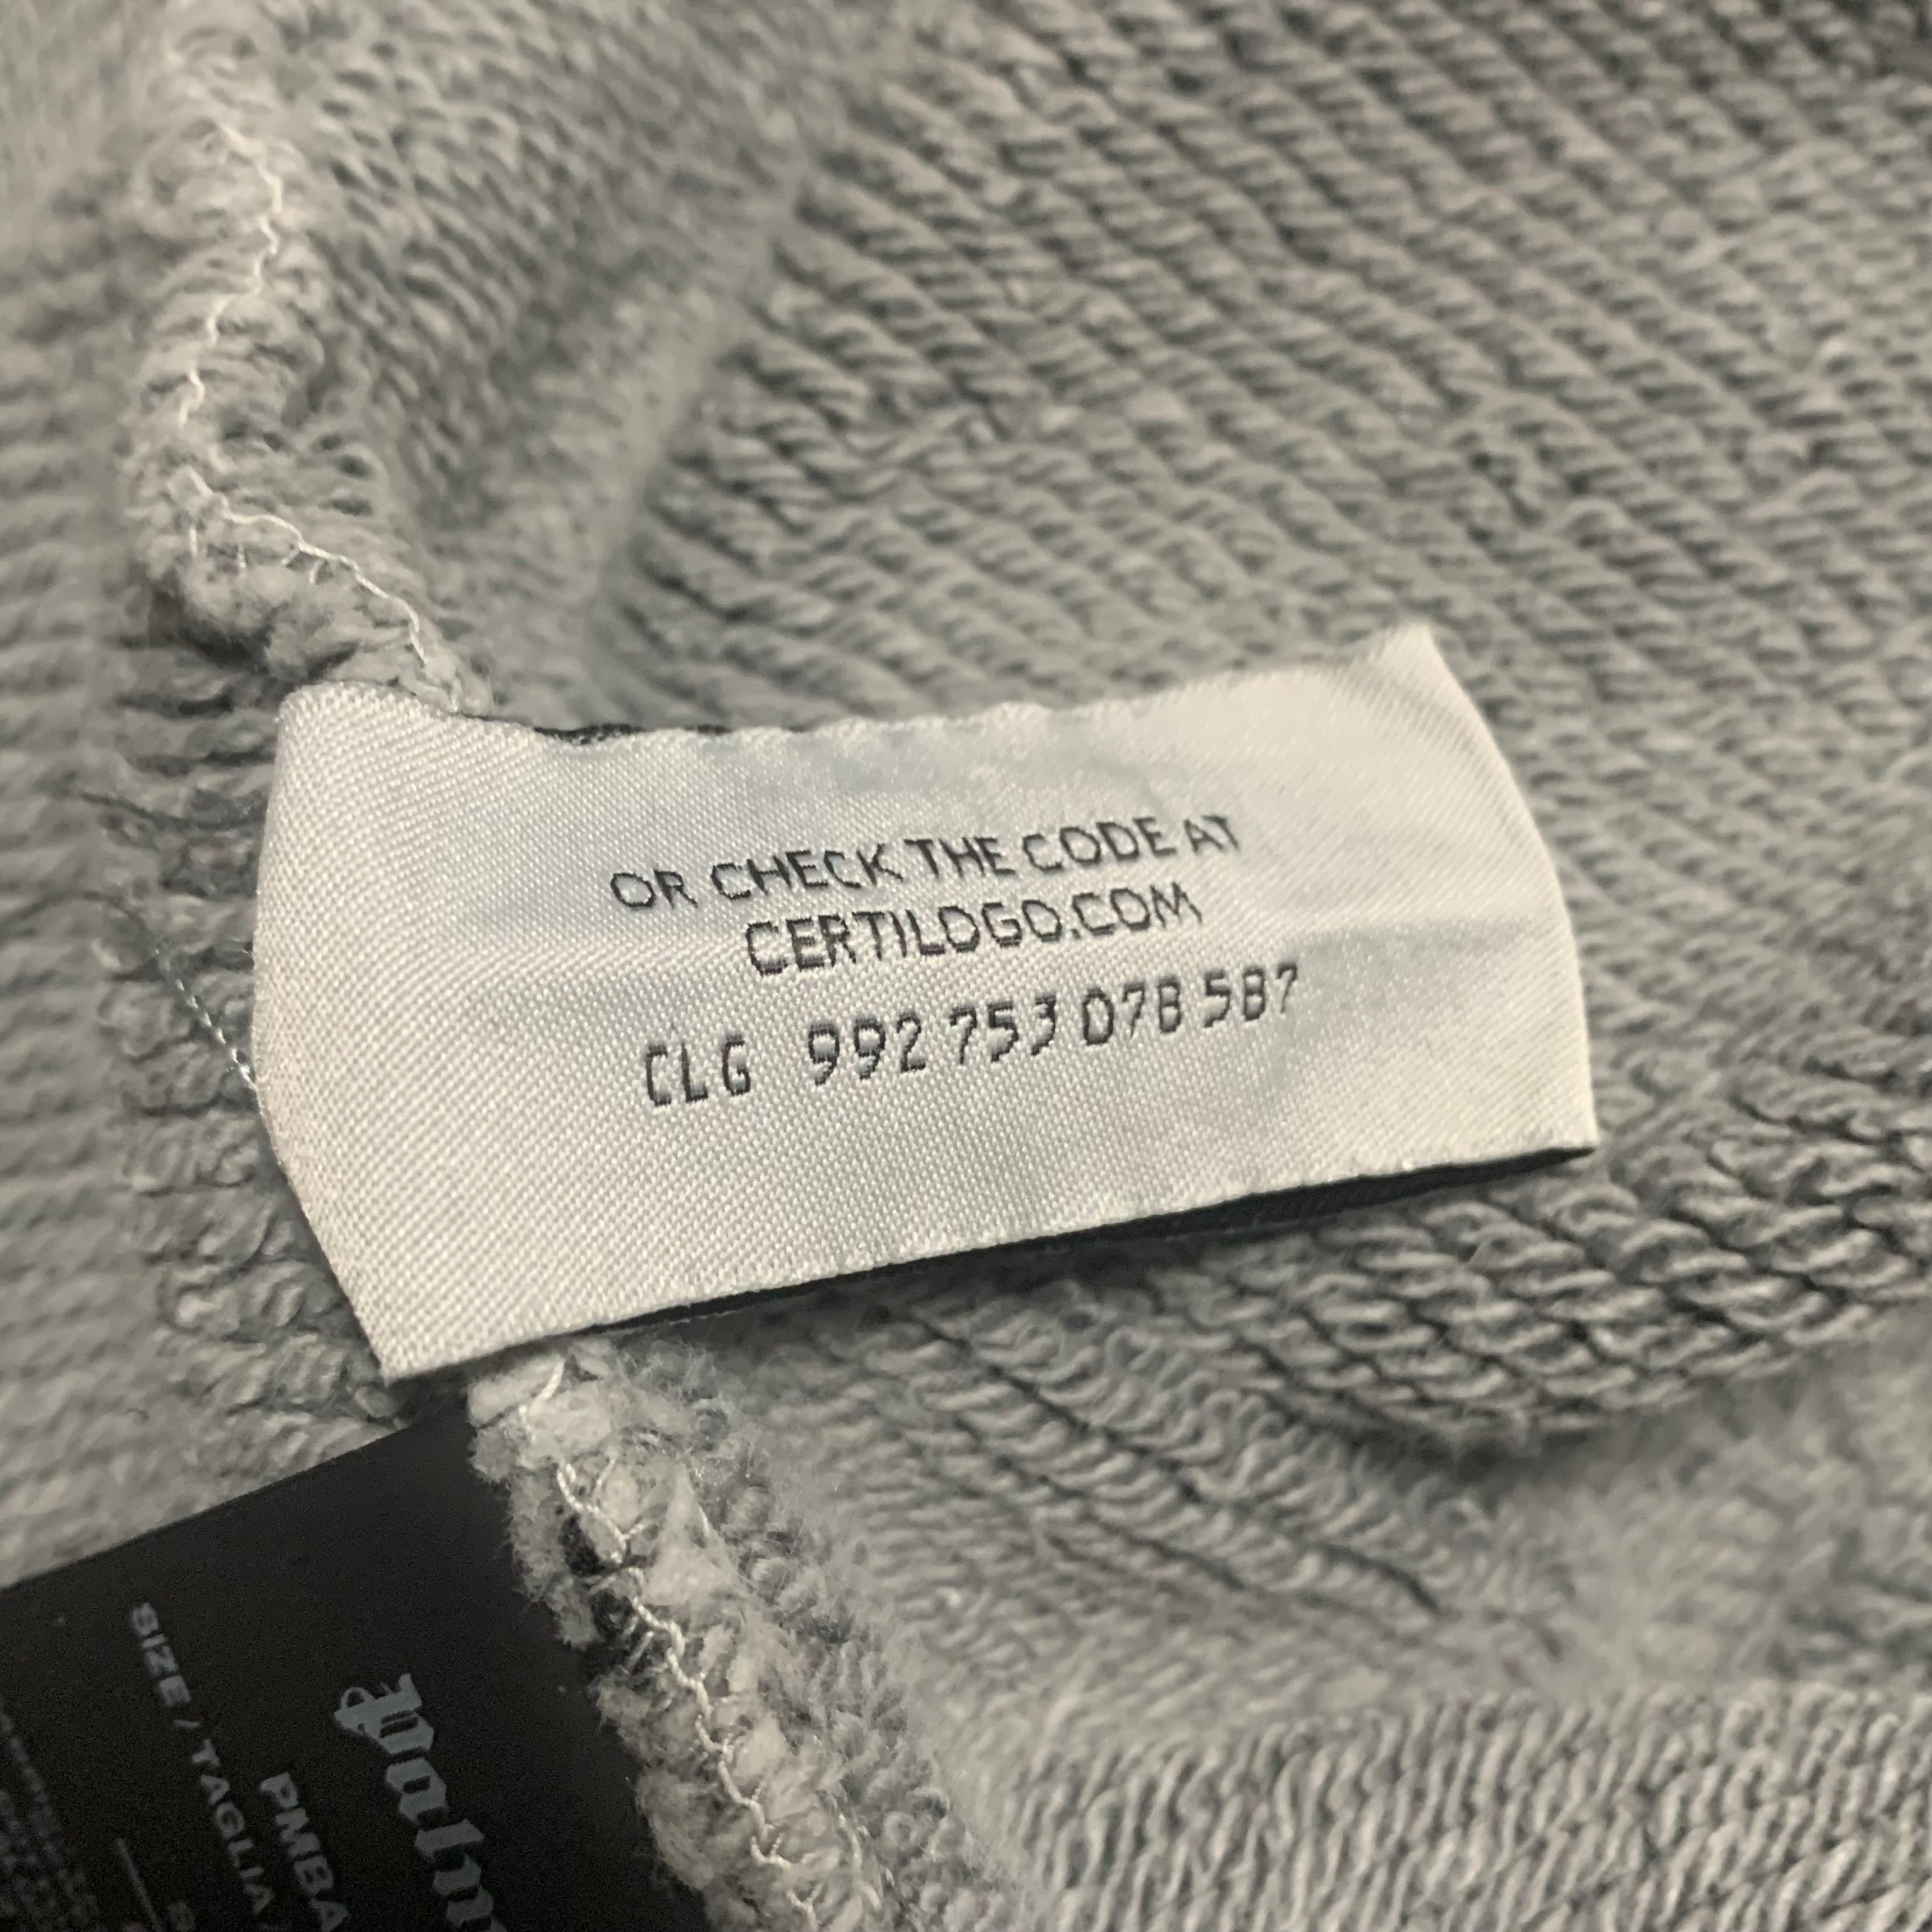 OR CHECK THE CODE AT
CERTILOGO.COM
CLG 992 753 078 587
SIZE / TAGLIA /
PMBA